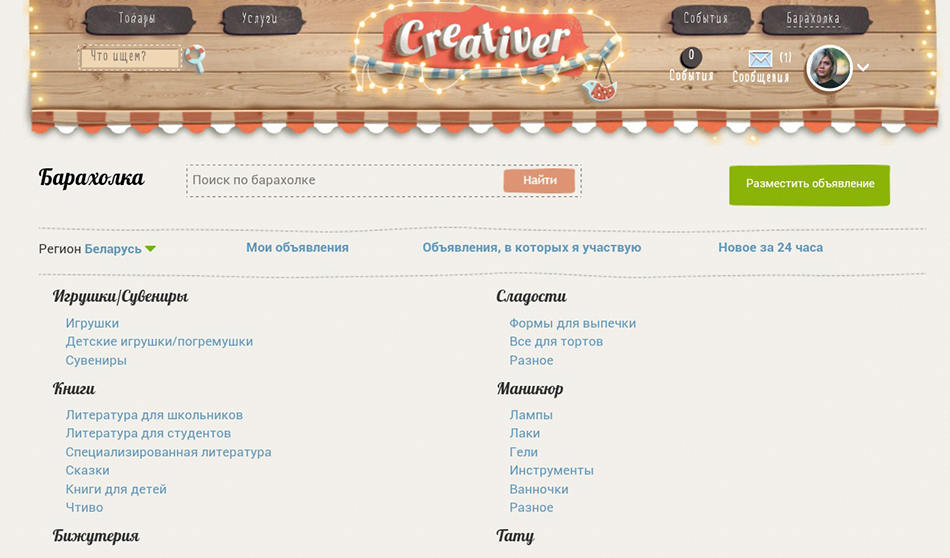 Товары
Услуги
Creativer
События
Барахолка
Что ищем?
0
События
(1)
Сообщения
Барахолка
Поиск по барахолке
Найти
Разместить объявление
Регион Беларусь
Мои объявления
Объявления, в которых я участвую
Новое за 24 часа
Игрушки/Сувениры
Игрушки
Детские игрушки/погремушки
Сувениры
Книги
Литература для школьников
Литература для студентов
Специализированная литература
Сказки
Книги для детей
Чтиво
Бижутерия
Сладости
Формы для выпечки
Все для тортов
Разное
Маникюр
Лампы
Лаки
Гели
Инструменты
Ванночки
Разное
Тату